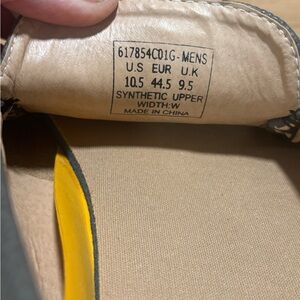 617854C01G-MENS
U.S EUR U.K
10.5 44.5 9.5
SYNTHETIC UPPER
WIDTH:W
MADE IN CHINA